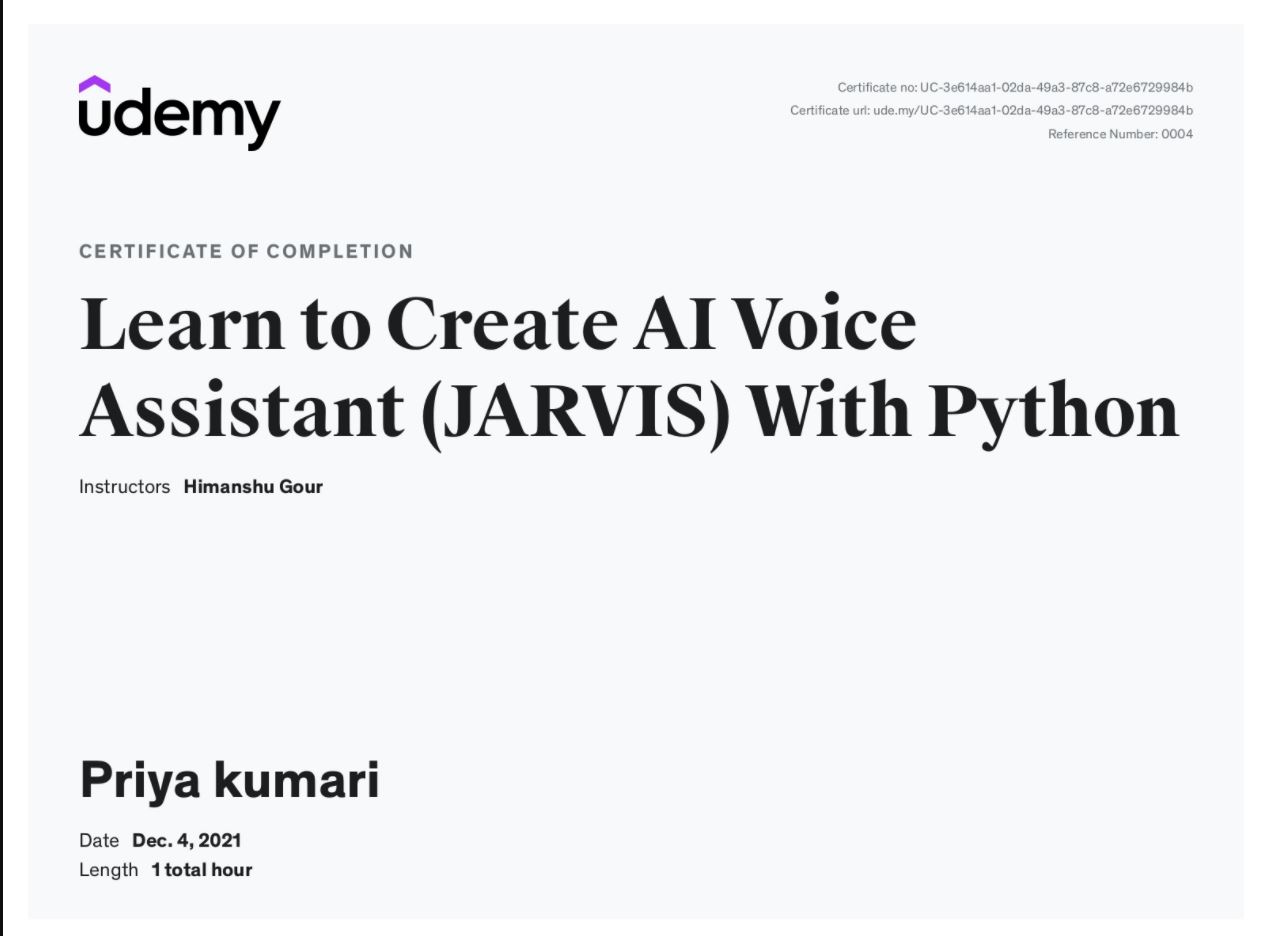 udemy
Certificate no: UC-3e614aa1-02da-49a3-87c8-a72e6729984b
Certificate url: ude.my/UC-3e614aa1-02da-49a3-87c8-a72e6729984b
Reference Number: 0004
CERTIFICATE OF COMPLETION
Learn to Create AI Voice
Assistant (JARVIS) With Python
Instructors Himanshu Gour
Priya kumari
Date Dec. 4, 2021
Length 1 total hour